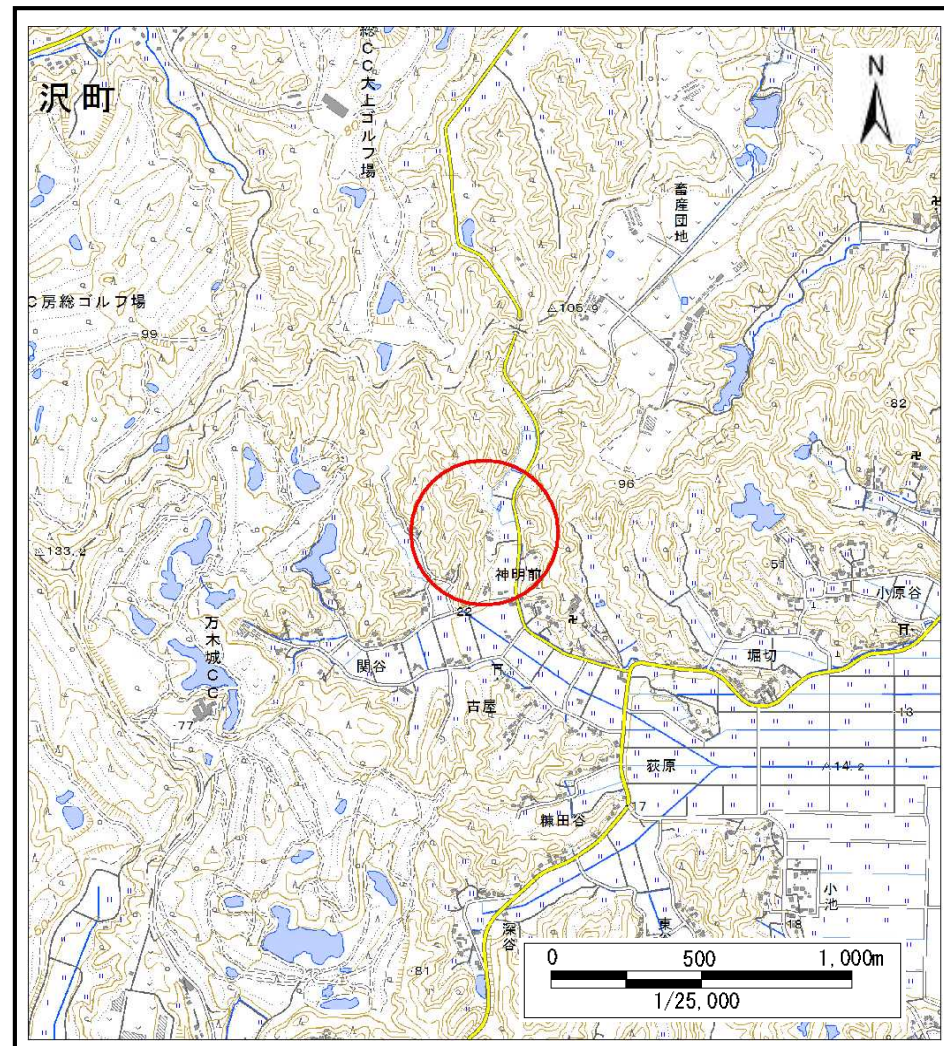 沢町
総CC大上ゴルフ場
N
畜産団地
105.9
C房総ゴルフ場
99
82
96
133.2
51
神明前
小原谷
22
万木城CC
関谷
堀切
古屋
77
13
荻原
14.2
糠田谷
17
小池
18
深谷
81
0 500 1,000m
1/25,000